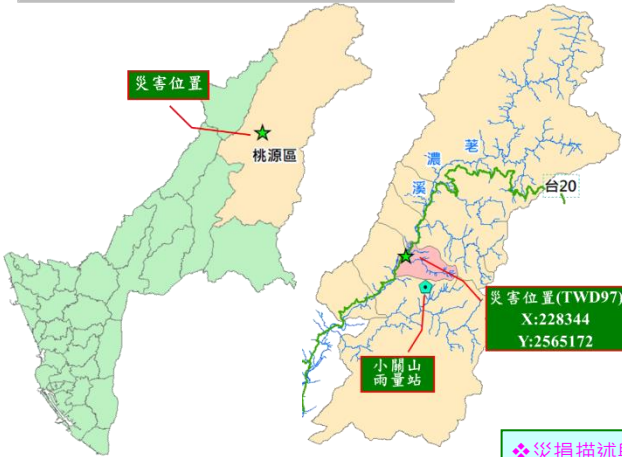 災害位置
桃源區
荖
濃
溪
台20
災害位置(TWD97)
X:228344
Y:2565172
小關山
雨量站
❖災損描述